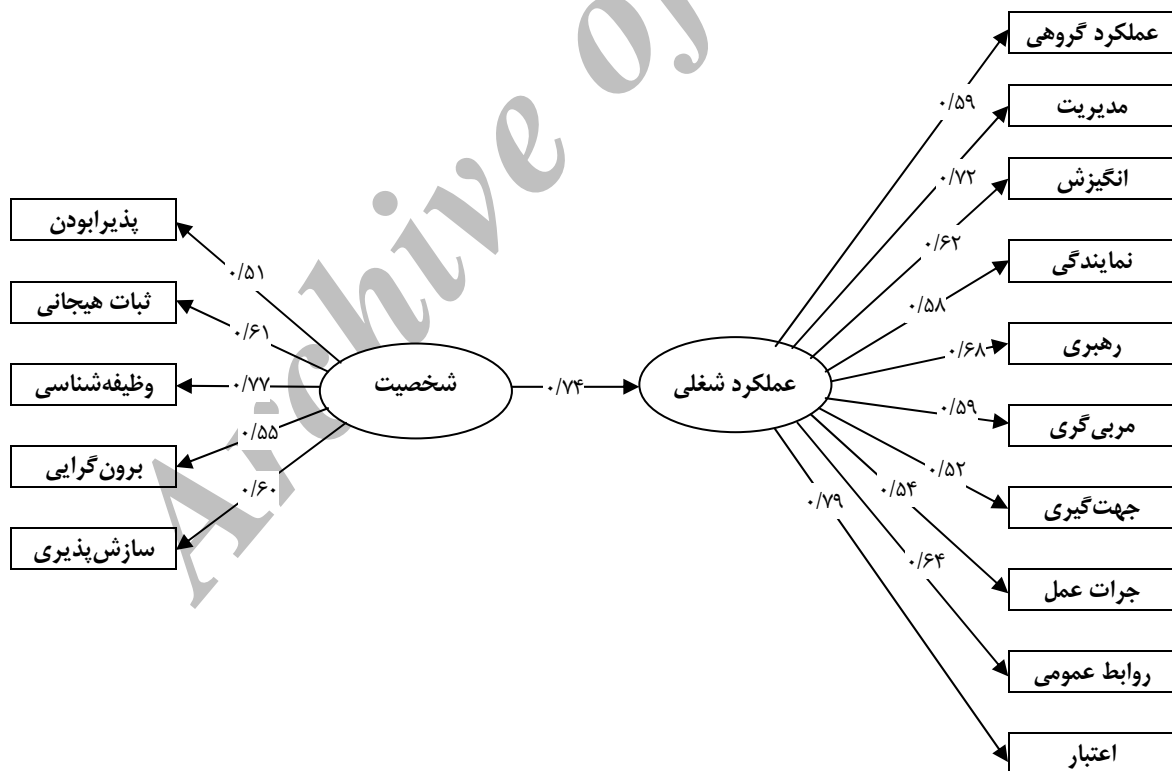 عملکرد گروهی
مدیریت
انگیزش
نمایندگی
رهبری
مربی‌گری
جهت‌گیری
جرات عمل
روابط عمومی
اعتبار
۰/۵۹
۰/۷۲
۰/۶۲
۰/۵۸
۰/۶۸
۰/۵۹
۰/۵۲
۰/۵۴
۰/۶۴
۰/۷۹
عملکرد شغلی
۰/۷۴
شخصیت
۰/۵۱
۰/۶۱
۰/۷۷
۰/۵۵
۰/۶۰
پذیرابودن
ثبات هیجانی
وظیفه‌شناسی
برون‌گرایی
سازش‌پذیری
Archive of